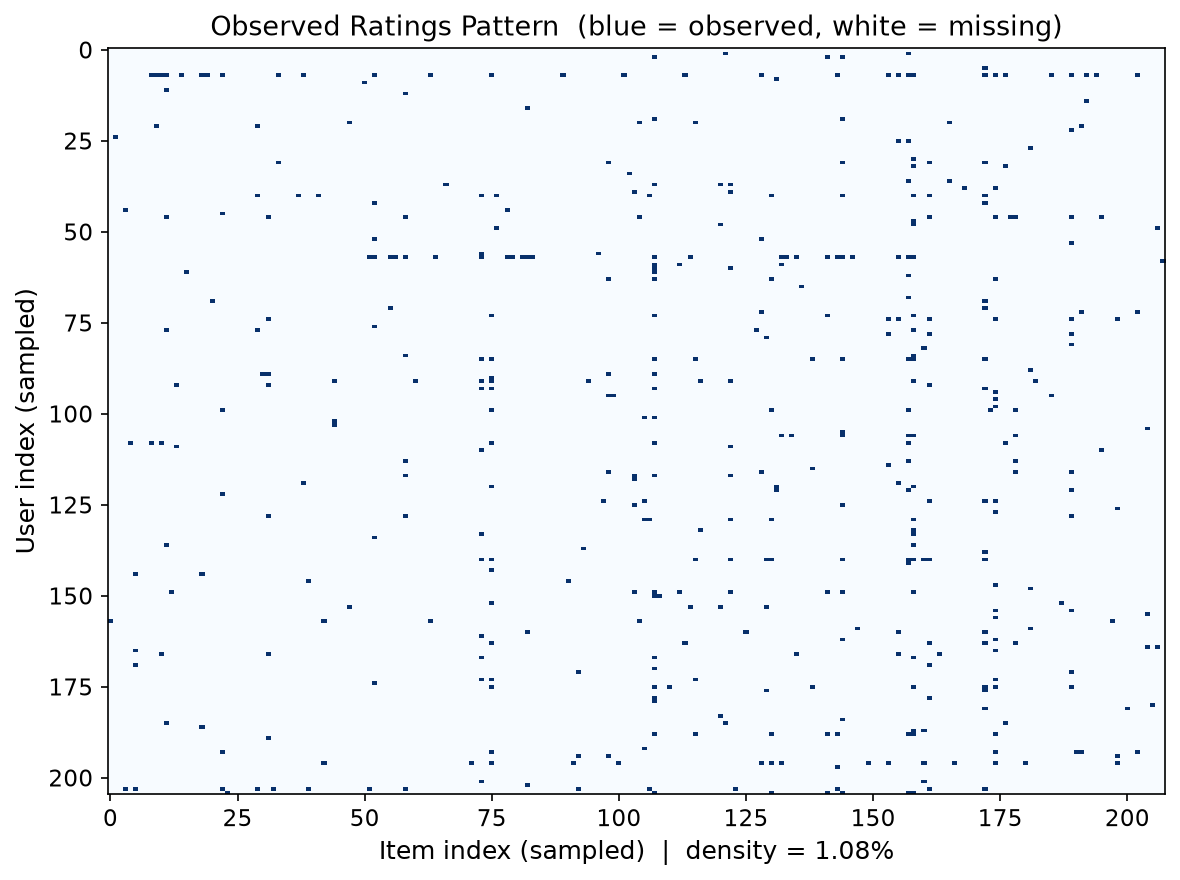 Observed Ratings Pattern  (blue = observed, white = missing)
0
25
50
75
100
125
150
175
200
User index (sampled)
0 25 50 75 100 125 150 175 200
Item index (sampled)  |  density = 1.08%